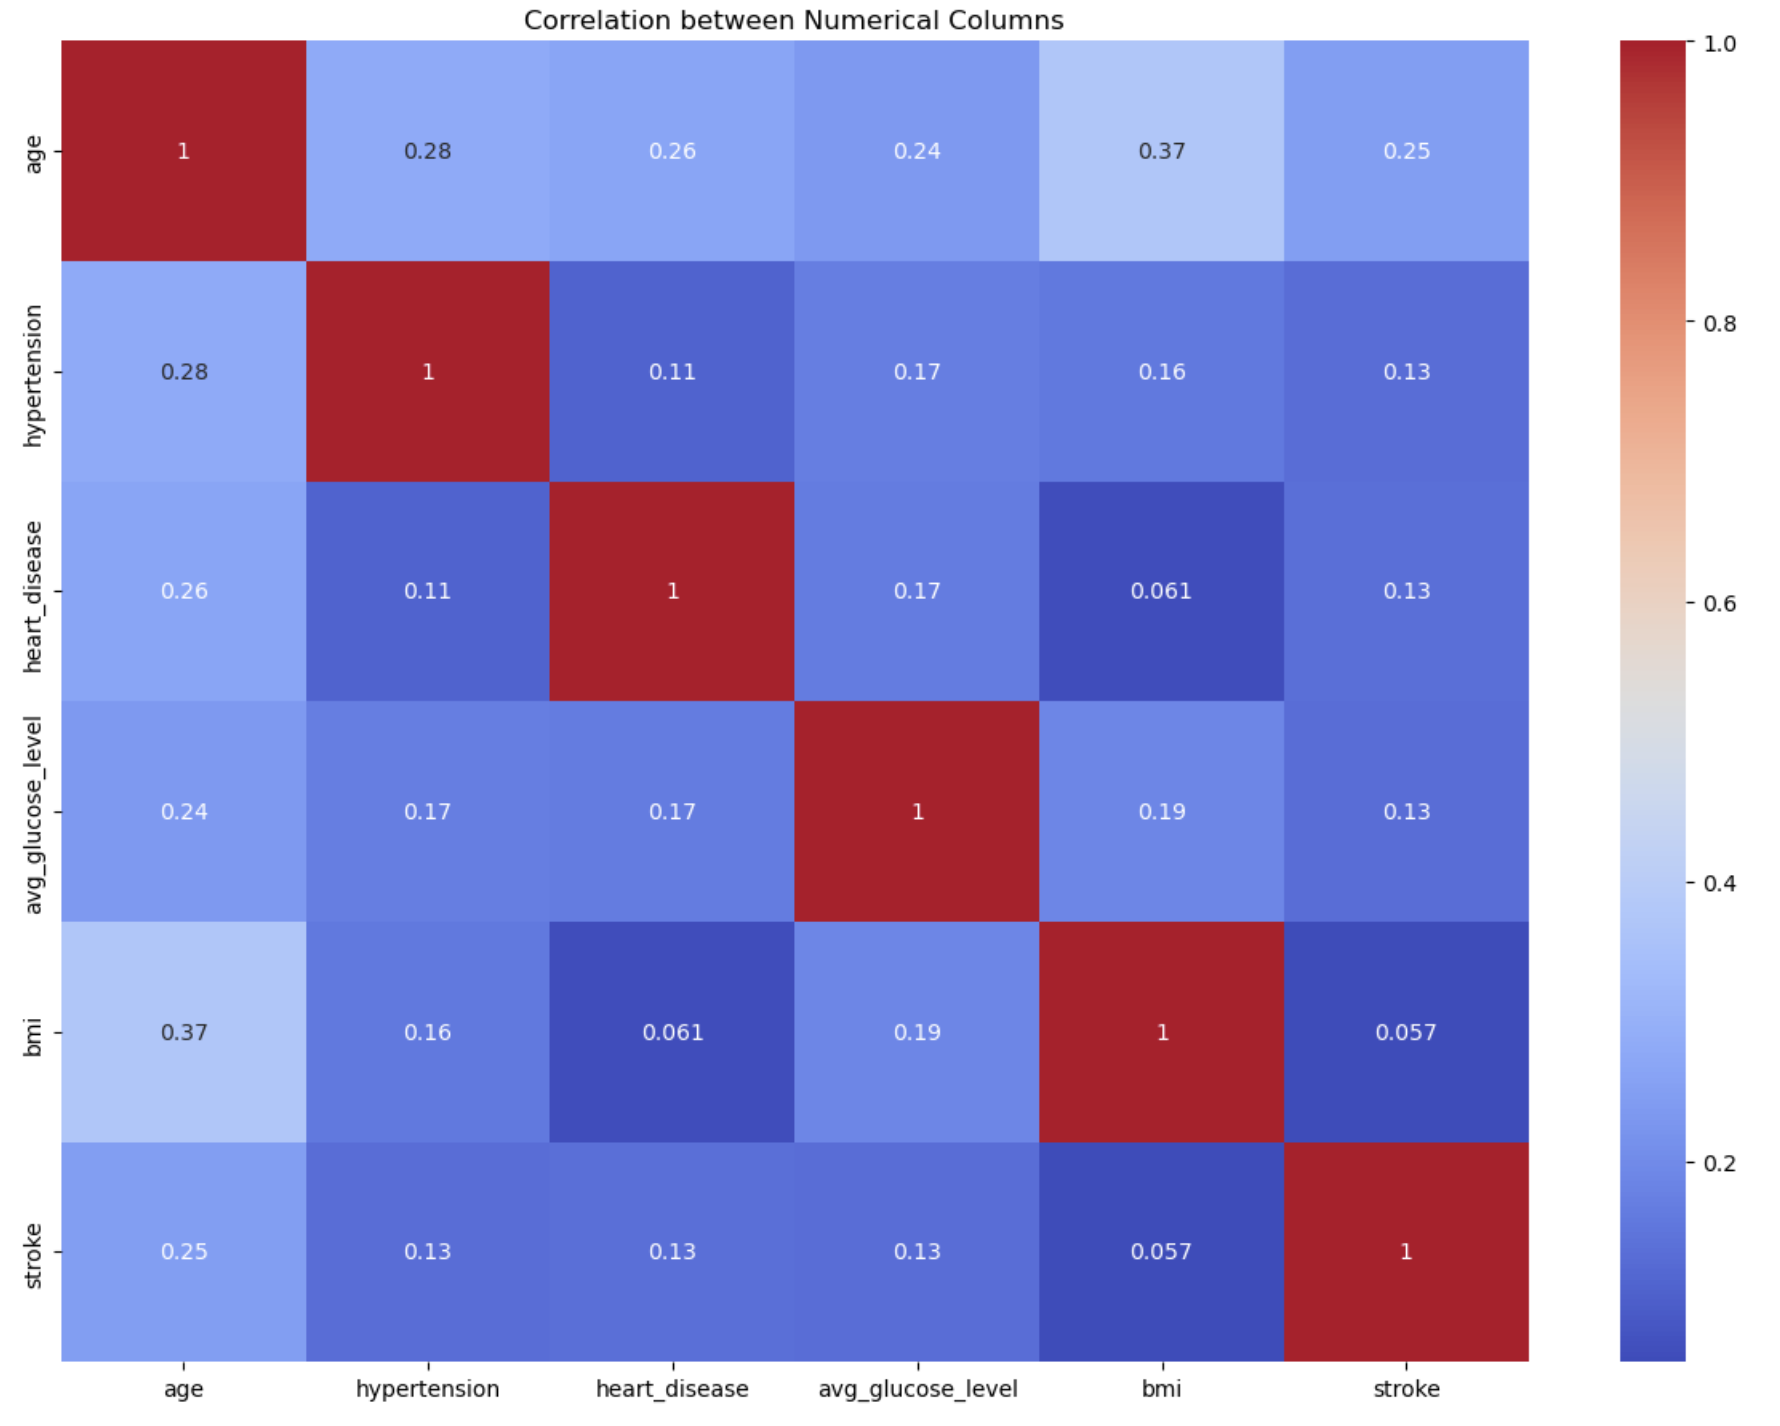 Correlation between Numerical Columns
age 1 0.28 0.26 0.24 0.37 0.25
hypertension 0.28 1 0.11 0.17 0.16 0.13
heart_disease 0.26 0.11 1 0.17 0.061 0.13
avg_glucose_level 0.24 0.17 0.17 1 0.19 0.13
bmi 0.37 0.16 0.061 0.19 1 0.057
stroke 0.25 0.13 0.13 0.13 0.057 1
age hypertension heart_disease avg_glucose_level bmi stroke
1.0
0.8
0.6
0.4
0.2